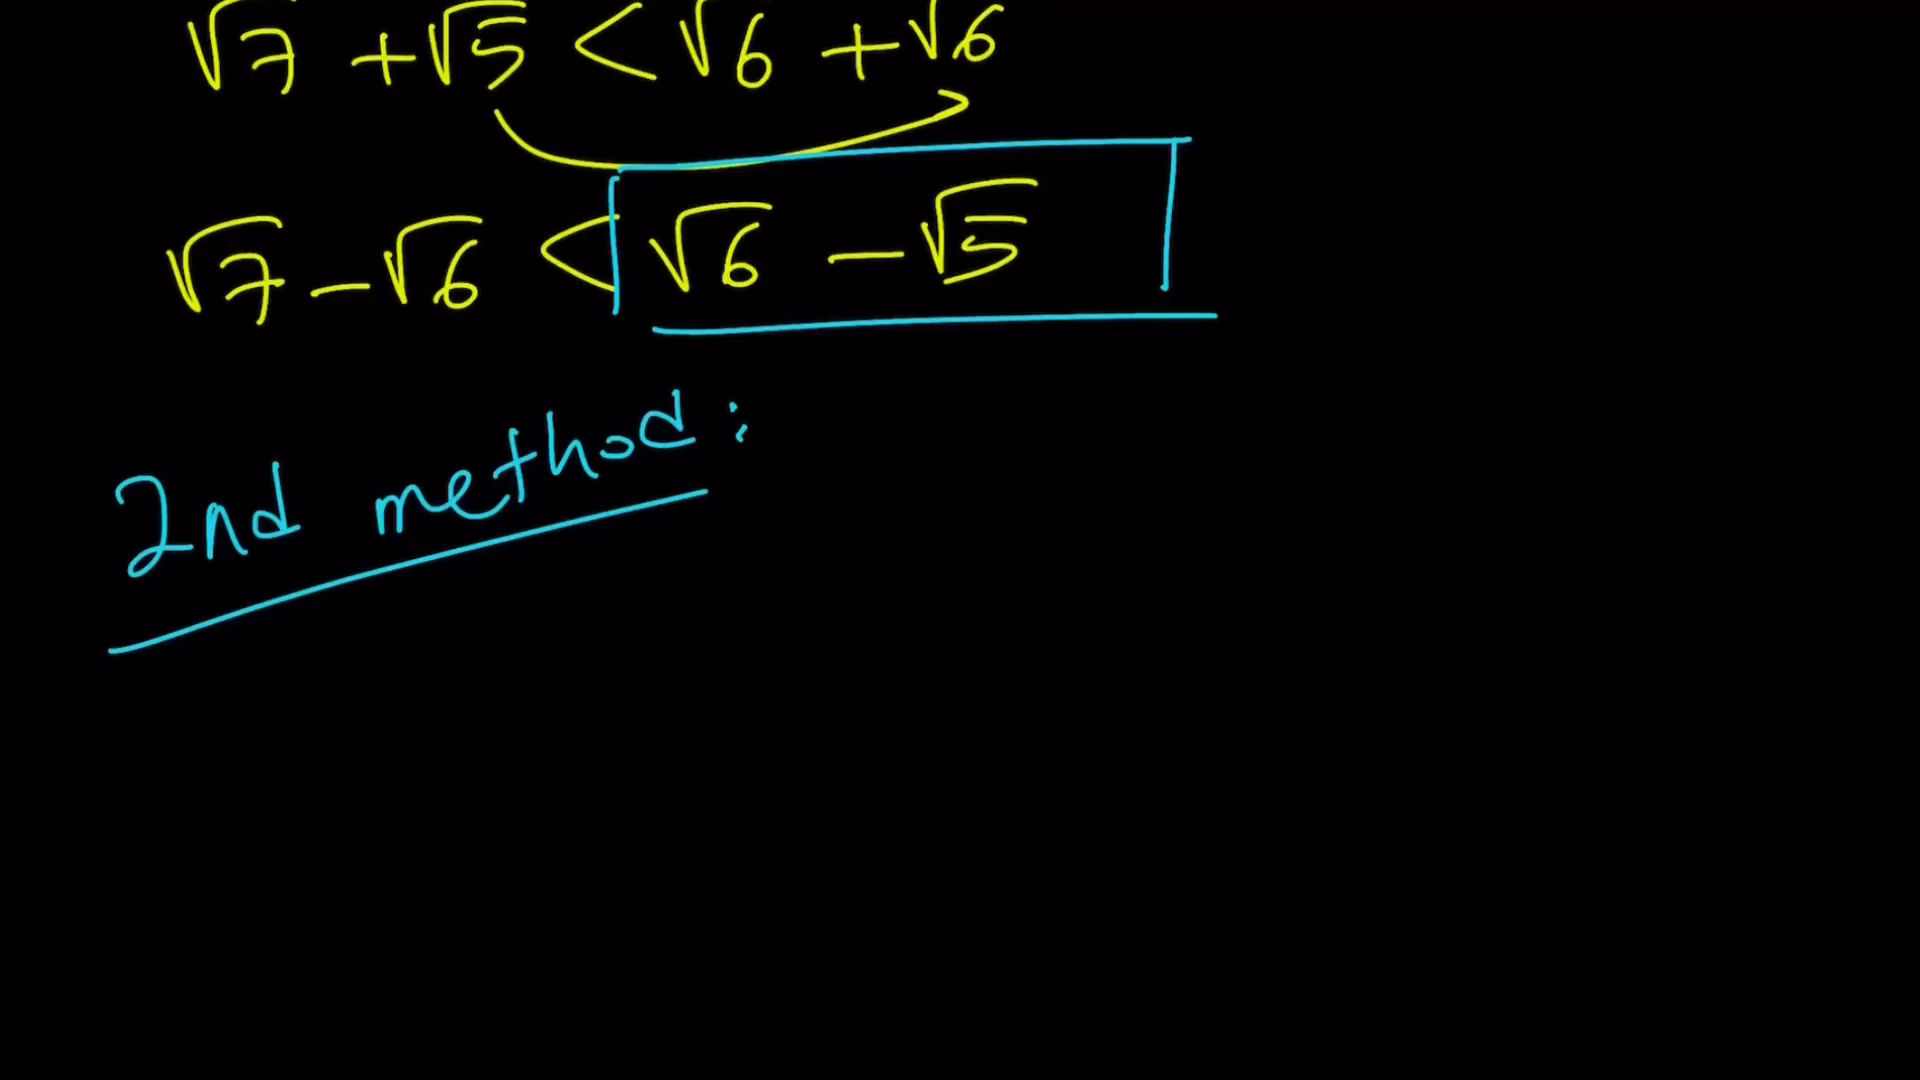 √7 + √5 < √6 + √6
√7 - √6 < √6 - √5
2nd method: